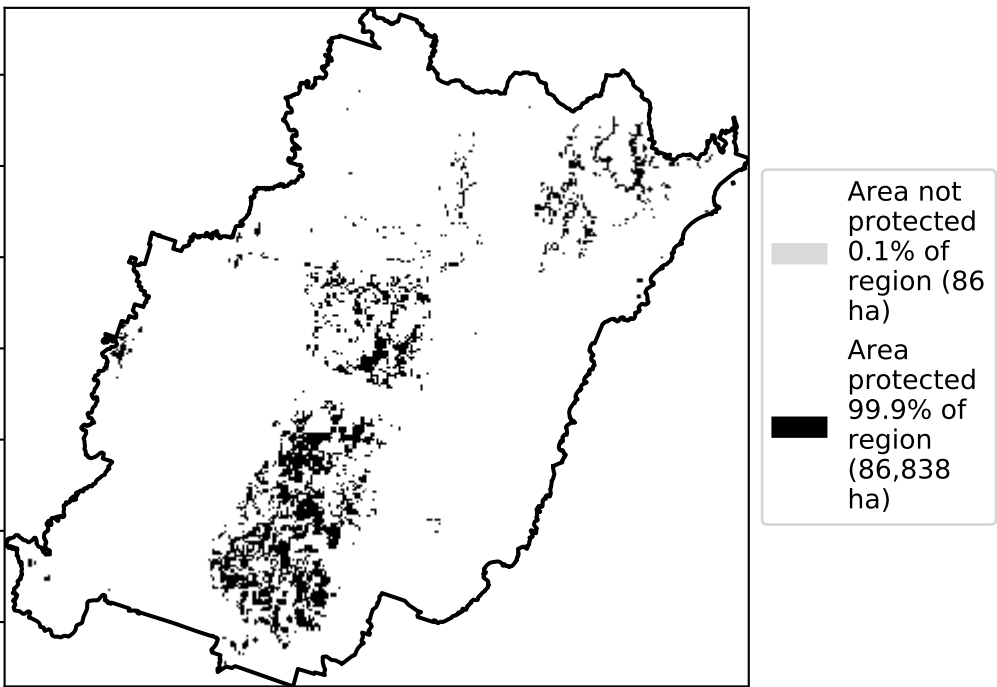 Area not
protected
0.1% of
region (86
ha)
Area
protected
99.9% of
region
(86,838
ha)